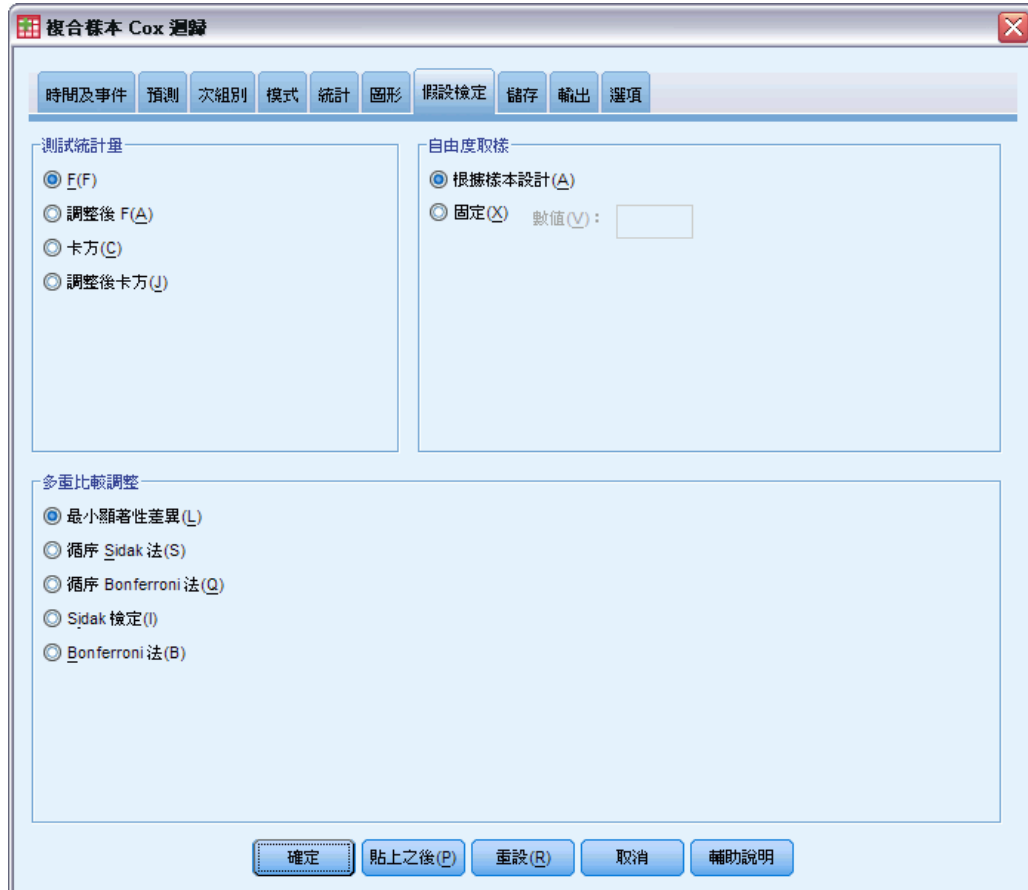 複合樣本 Cox 迴歸
時間及事件 預測 次組別 模式 統計 圖形 假設檢定 儲存 輸出 選項
測試統計量
F(F)
調整後 F(A)
卡方(C)
調整後卡方(J)
自由度取樣
根據樣本設計(A)
固定(X) 數值(V)：
多重比較調整
最小顯著性差異(L)
循序 Sidak 法(S)
循序 Bonferroni 法(Q)
Sidak 檢定(I)
Bonferroni 法(B)
確定 貼上之後(P) 重設(R) 取消 輔助說明